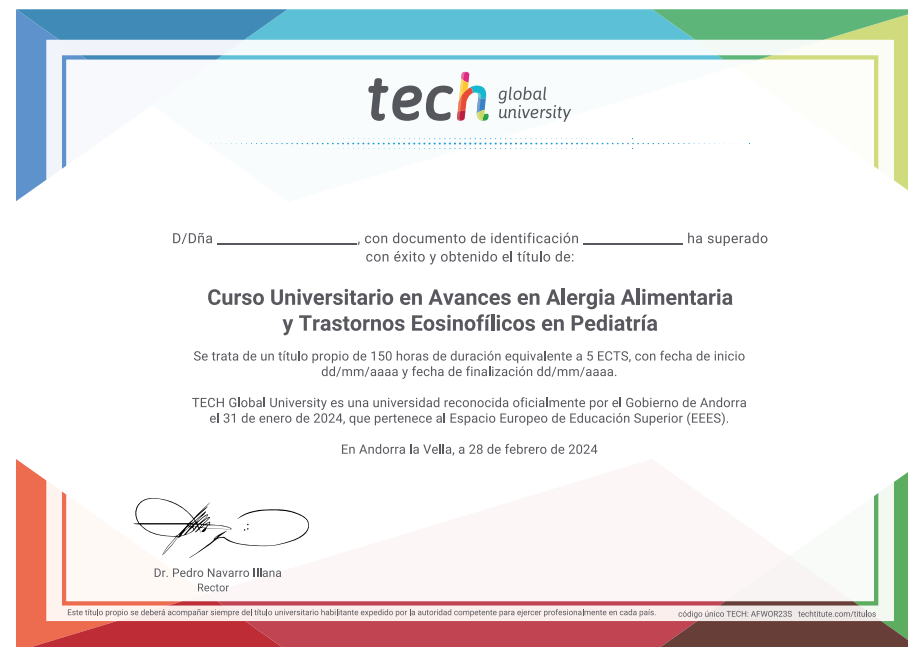 tech global university
D/Dña ____________, con documento de identificación ____________ ha superado
con éxito y obtenido el título de:
Curso Universitario en Avances en Alergia Alimentaria
y Trastornos Eosinofílicos en Pediatría
Se trata de un título propio de 150 horas de duración equivalente a 5 ECTS, con fecha de inicio
dd/mm/aaaa y fecha de finalización dd/mm/aaaa.
TECH Global University es una universidad reconocida oficialmente por el Gobierno de Andorra
el 31 de enero de 2024, que pertenece al Espacio Europeo de Educación Superior (EEES).
En Andorra la Vella, a 28 de febrero de 2024
Dr. Pedro Navarro Illana
Rector
Este título propio se deberá acompañar siempre del título universitario habilitante expedido por la autoridad competente para ejercer profesionalmente en cada país. código único TECH: AFWOR23S techtitute.com/titulos